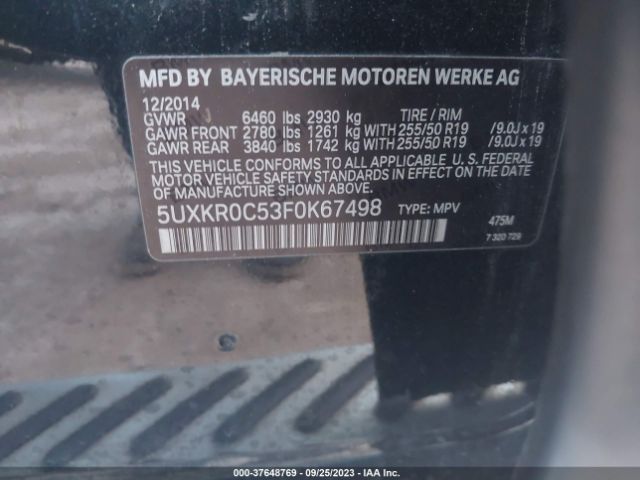 MFD BY BAYERISCHE MOTOREN WERKE AG
12/2014
GVWR 6460 lbs 2930 kg TIRE / RIM
GAWR FRONT 2780 lbs 1261 kg WITH 255/50 R19 /9.0J x 19
GAWR REAR 3840 lbs 1742 kg WITH 255/50 R19 /9.0J x 19
THIS VEHICLE CONFORMS TO ALL APPLICABLE U. S. FEDERAL
MOTOR VEHICLE SAFETY STANDARDS IN EFFECT ON THE DATE OF
MANUFACTURE SHOWN ABOVE.
5UXKR0C53F0K67498 TYPE: MPV 475M
7 320 729
000-37648769 - 09/25/2023 - IAA Inc.